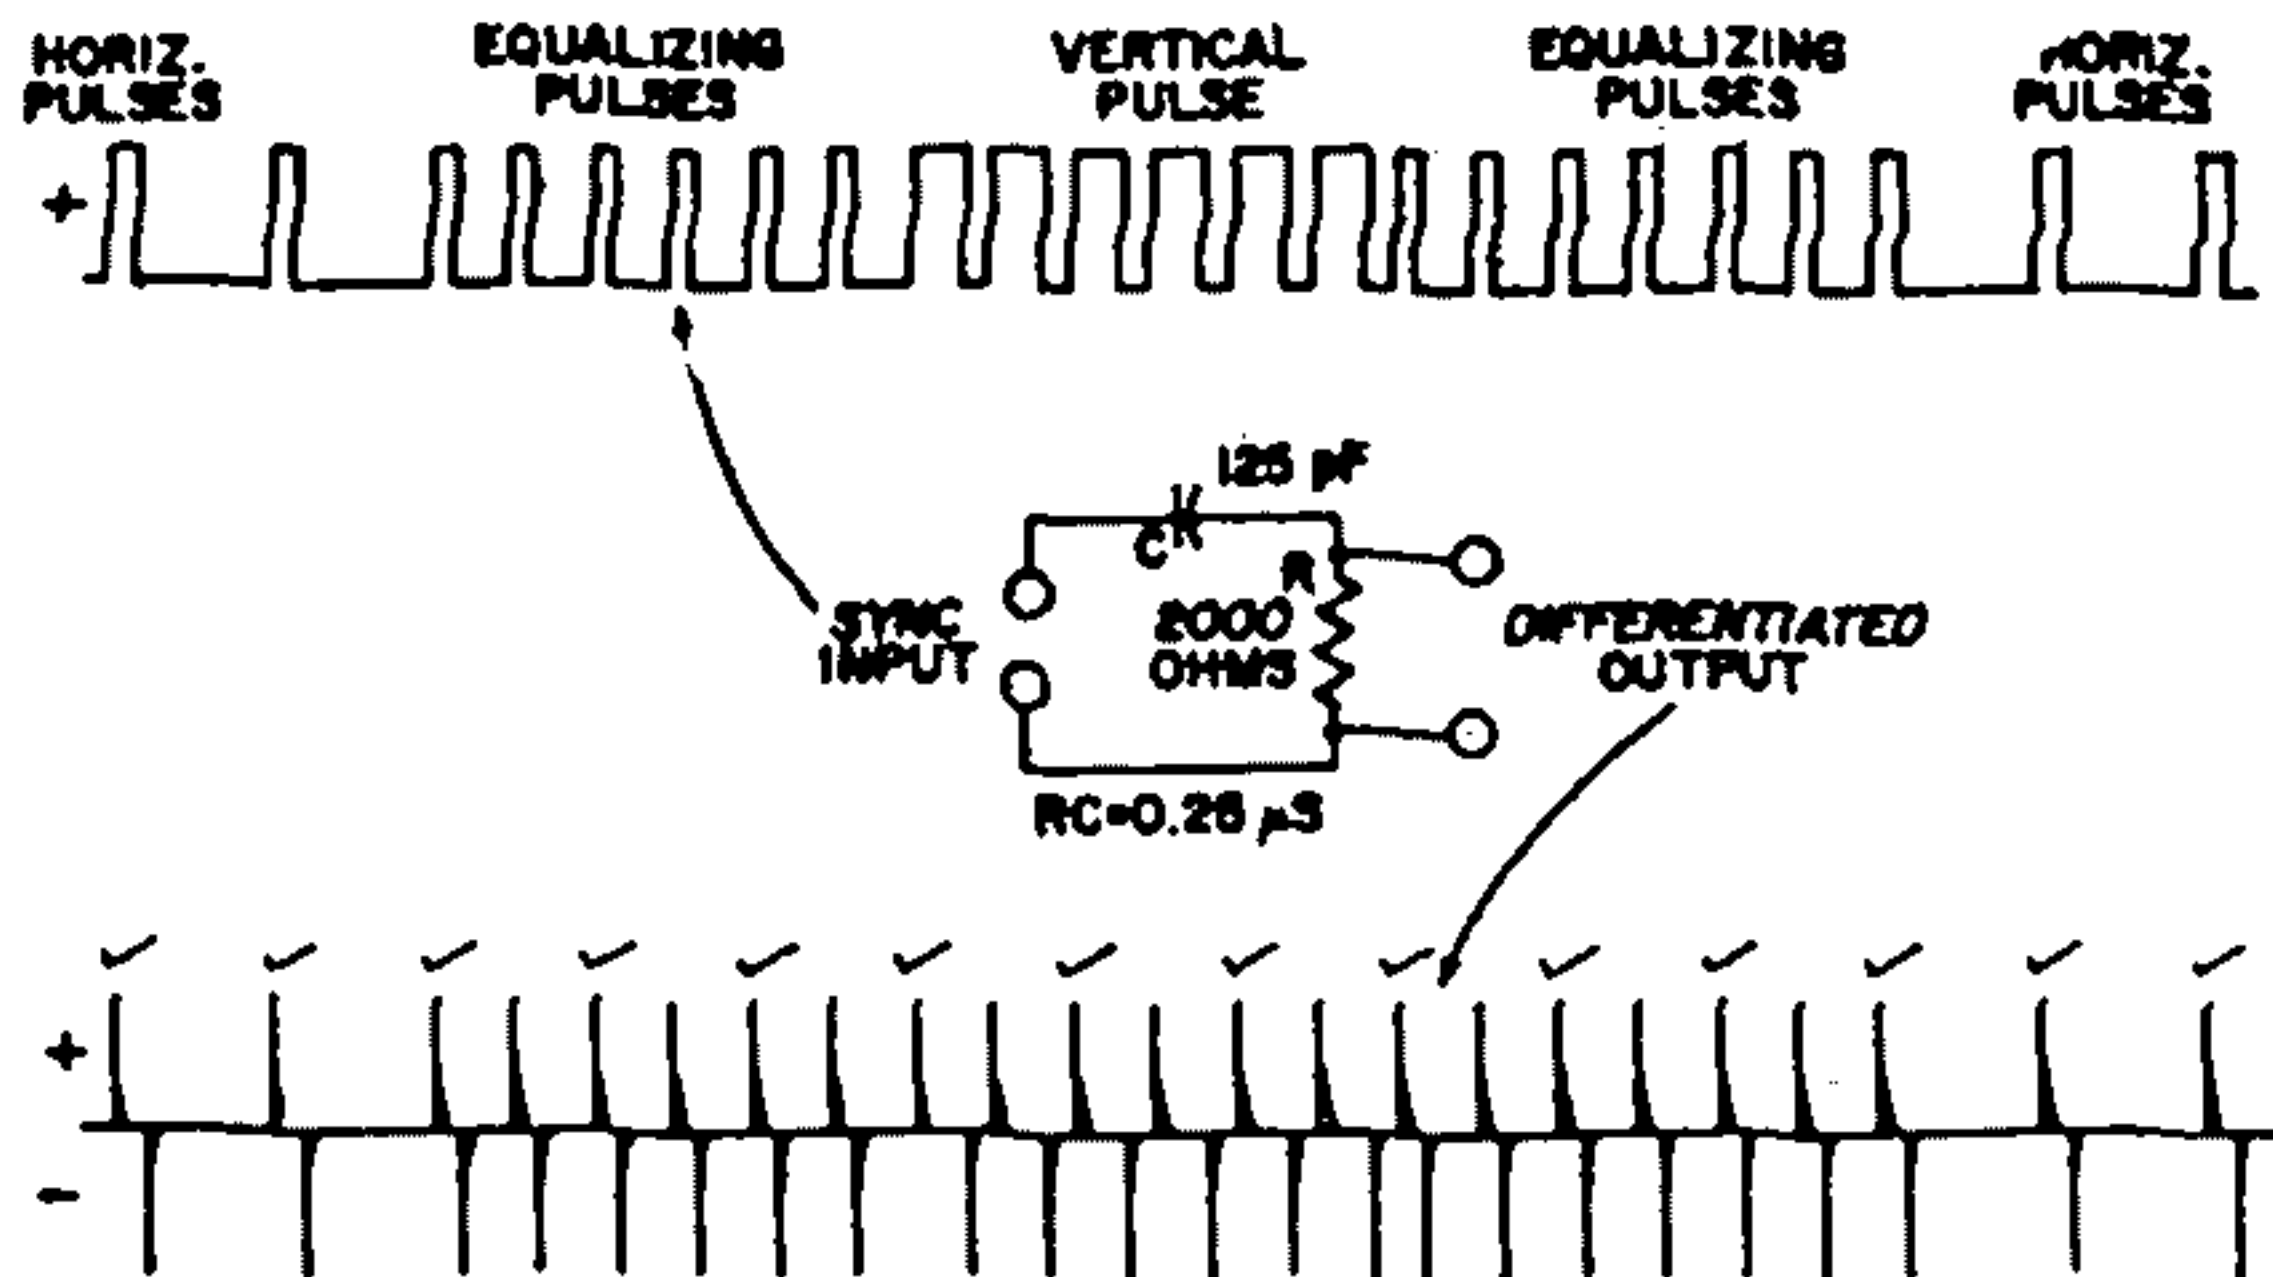 HORIZ.
PULSES
EQUALIZING
PULSES
VERTICAL
PULSE
EQUALIZING
PULSES
HORIZ.
PULSES
+
125 pF
C
R
2000
OHMS
SYNC
INPUT
DIFFERENTIATED
OUTPUT
RC=0.25 µS
+
-